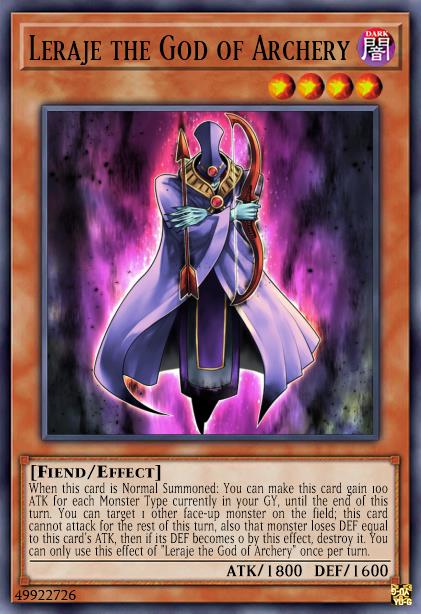 LERAJE THE GOD OF ARCHERY
DARK
闇
[FIEND/EFFECT]
When this card is Normal Summoned: You can make this card gain 100
ATK for each Monster Type currently in your GY, until the end of this
turn. You can target 1 other face-up monster on the field; this card
cannot attack for the rest of this turn, also that monster loses DEF equal
to this card's ATK, then if its DEF becomes 0 by this effect, destroy it. You
can only use this effect of "Leraje the God of Archery" once per turn.
ATK/1800 DEF/1600
49922726